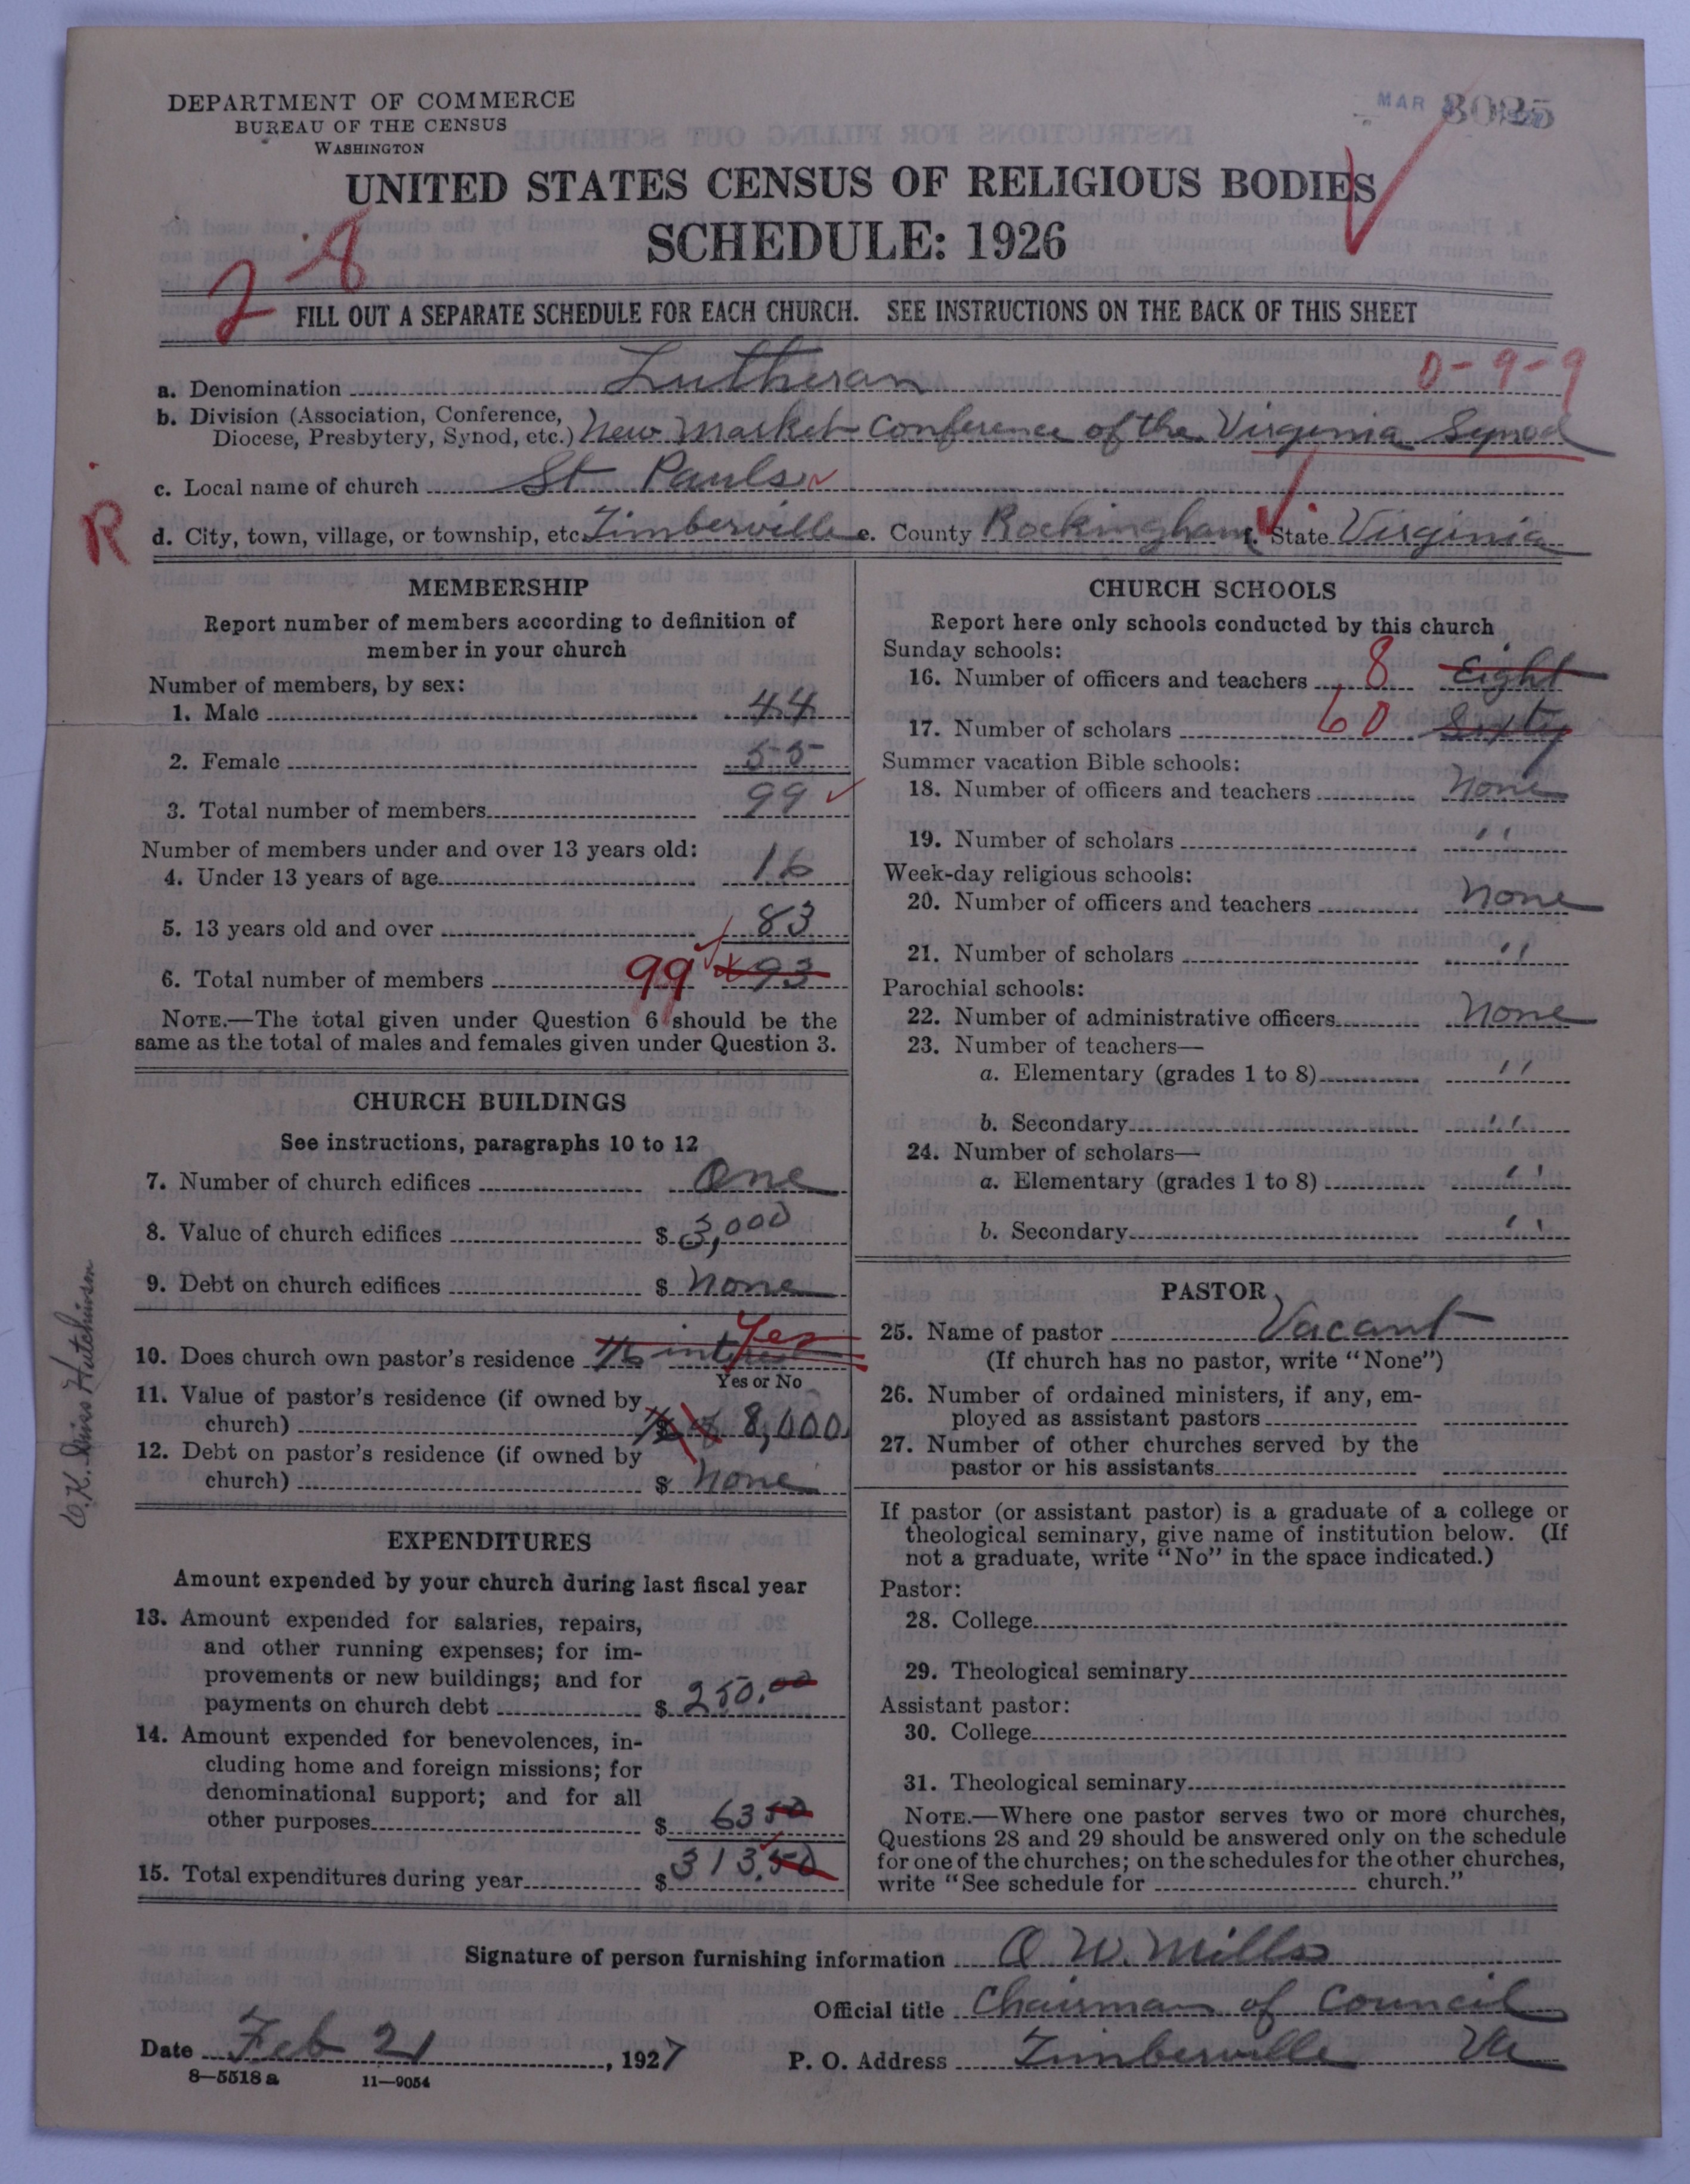 DEPARTMENT OF COMMERCE
BUREAU OF THE CENSUS
WASHINGTON
MAR
UNITED STATES CENSUS OF RELIGIOUS BODIES
SCHEDULE: 1926
2-8
FILL OUT A SEPARATE SCHEDULE FOR EACH CHURCH. SEE INSTRUCTIONS ON THE BACK OF THIS SHEET
0-9-9
a. Denomination Lutheran
b. Division (Association, Conference,
Diocese, Presbytery, Synod, etc.) New Market Conference of the Virginia Synod
c. Local name of church St Pauls
R
d. City, town, village, or township, etc. Timberville e. County Rockingham f. State Virginia
MEMBERSHIP
Report number of members according to definition of
member in your church
Number of members, by sex:
1. Male 44
2. Female 55
3. Total number of members 99
Number of members under and over 13 years old:
4. Under 13 years of age 16
5. 13 years old and over 83
6. Total number of members 99 93
NOTE.—The total given under Question 6 should be the
same as the total of males and females given under Question 3.
CHURCH BUILDINGS
See instructions, paragraphs 10 to 12
7. Number of church edifices One
8. Value of church edifices $ 3,000
9. Debt on church edifices $ None
10. Does church own pastor's residence Yes
Yes or No
11. Value of pastor's residence (if owned by
church) $ 8,000
12. Debt on pastor's residence (if owned by
church) $ None
EXPENDITURES
Amount expended by your church during last fiscal year
13. Amount expended for salaries, repairs,
and other running expenses; for im-
provements or new buildings; and for
payments on church debt $ 250.00
14. Amount expended for benevolences, in-
cluding home and foreign missions; for
denominational support; and for all
other purposes $ 63 50
15. Total expenditures during year $ 313.50
CHURCH SCHOOLS
Report here only schools conducted by this church
Sunday schools:
16. Number of officers and teachers 8 Eight
17. Number of scholars 60 Sixty
Summer vacation Bible schools:
18. Number of officers and teachers None
19. Number of scholars ''
Week-day religious schools:
20. Number of officers and teachers None
21. Number of scholars ''
Parochial schools:
22. Number of administrative officers None
23. Number of teachers—
a. Elementary (grades 1 to 8) ''
b. Secondary ''
24. Number of scholars—
a. Elementary (grades 1 to 8) ''
b. Secondary ''
PASTOR
25. Name of pastor Vacant
(If church has no pastor, write "None")
26. Number of ordained ministers, if any, em-
ployed as assistant pastors
27. Number of other churches served by the
pastor or his assistants
If pastor (or assistant pastor) is a graduate of a college or
theological seminary, give name of institution below. (If
not a graduate, write "No" in the space indicated.)
Pastor:
28. College
29. Theological seminary
Assistant pastor:
30. College
31. Theological seminary
NOTE.—Where one pastor serves two or more churches,
Questions 28 and 29 should be answered only on the schedule
for one of the churches; on the schedules for the other churches,
write "See schedule for church."
Signature of person furnishing information O W. Mills
Official title Chairman of Council
Date Feb 21, 1927
P. O. Address Timberville Va
8—5518 a 11—9054
O.K. Miss Hutchinson